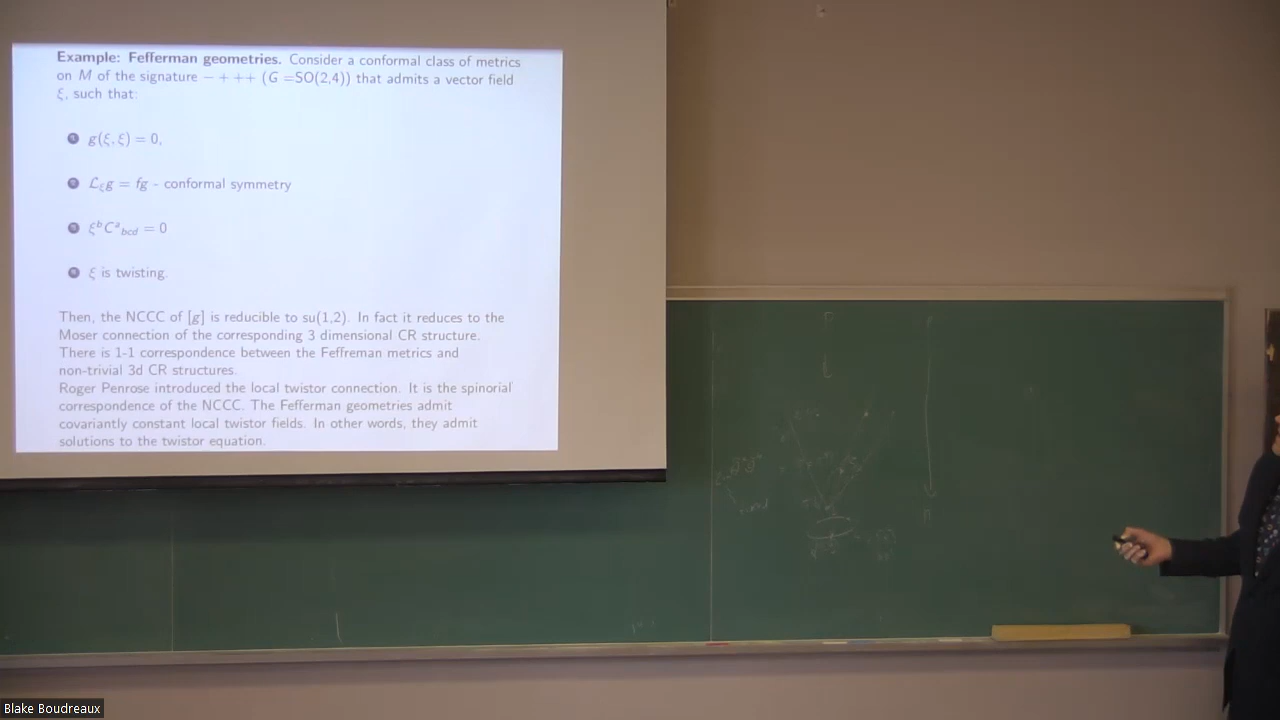 Example: Fefferman geometries. Consider a conformal class of metrics
on M of the signature − + ++ (G =SO(2,4)) that admits a vector field
ξ, such that:
g(ξ, ξ) = 0,
ℒ_ξ g = fg - conformal symmetry
ξ^b C^a_{bcd} = 0
ξ is twisting.
Then, the NCCC of [g] is reducible to su(1,2). In fact it reduces to the
Moser connection of the corresponding 3 dimensional CR structure.
There is 1-1 correspondence between the Feffreman metrics and
non-trivial 3d CR structures.
Roger Penrose introduced the local twistor connection. It is the spinorial
correspondence of the NCCC. The Fefferman geometries admit
covariantly constant local twistor fields. In other words, they admit
solutions to the twistor equation.
Blake Boudreaux